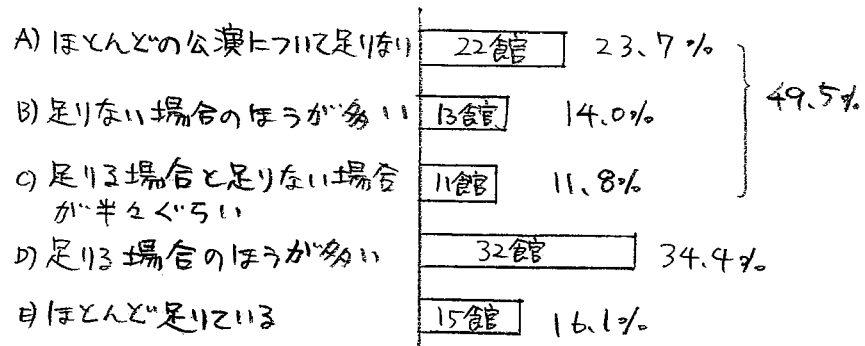 A) ほとんどの公演について足りない 22館 23.7%
B) 足りない場合のほうが多い 13館 14.0%
49.5%
C) 足りる場合と足りない場合 11館 11.8%
が半々ぐらい
D) 足りる場合のほうが多い 32館 34.4%
E) ほとんど足りている 15館 16.1%